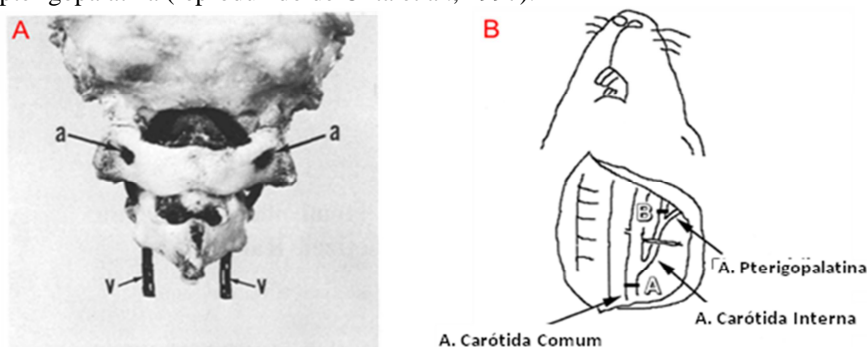 A
a
a
v
v
B
B
A
A. Pterigopalatina
A. Carótida Interna
A. Carótida Comum